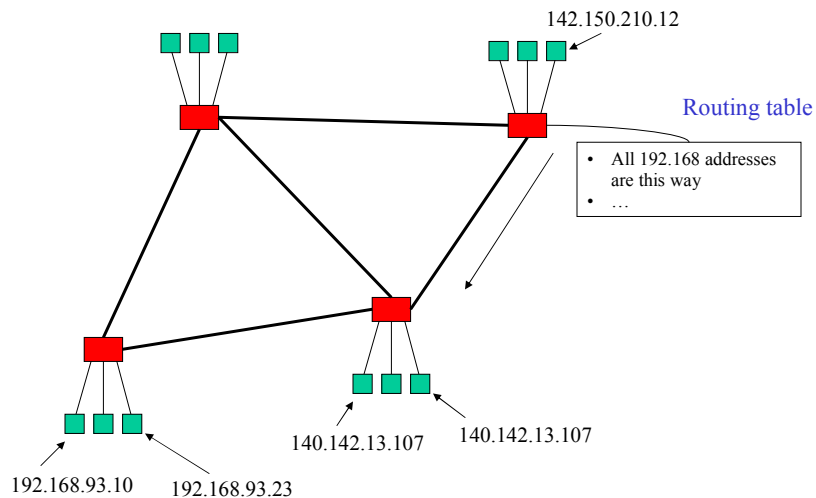 142.150.210.12
Routing table
• All 192.168 addresses
are this way
• …
140.142.13.107
140.142.13.107
192.168.93.10
192.168.93.23